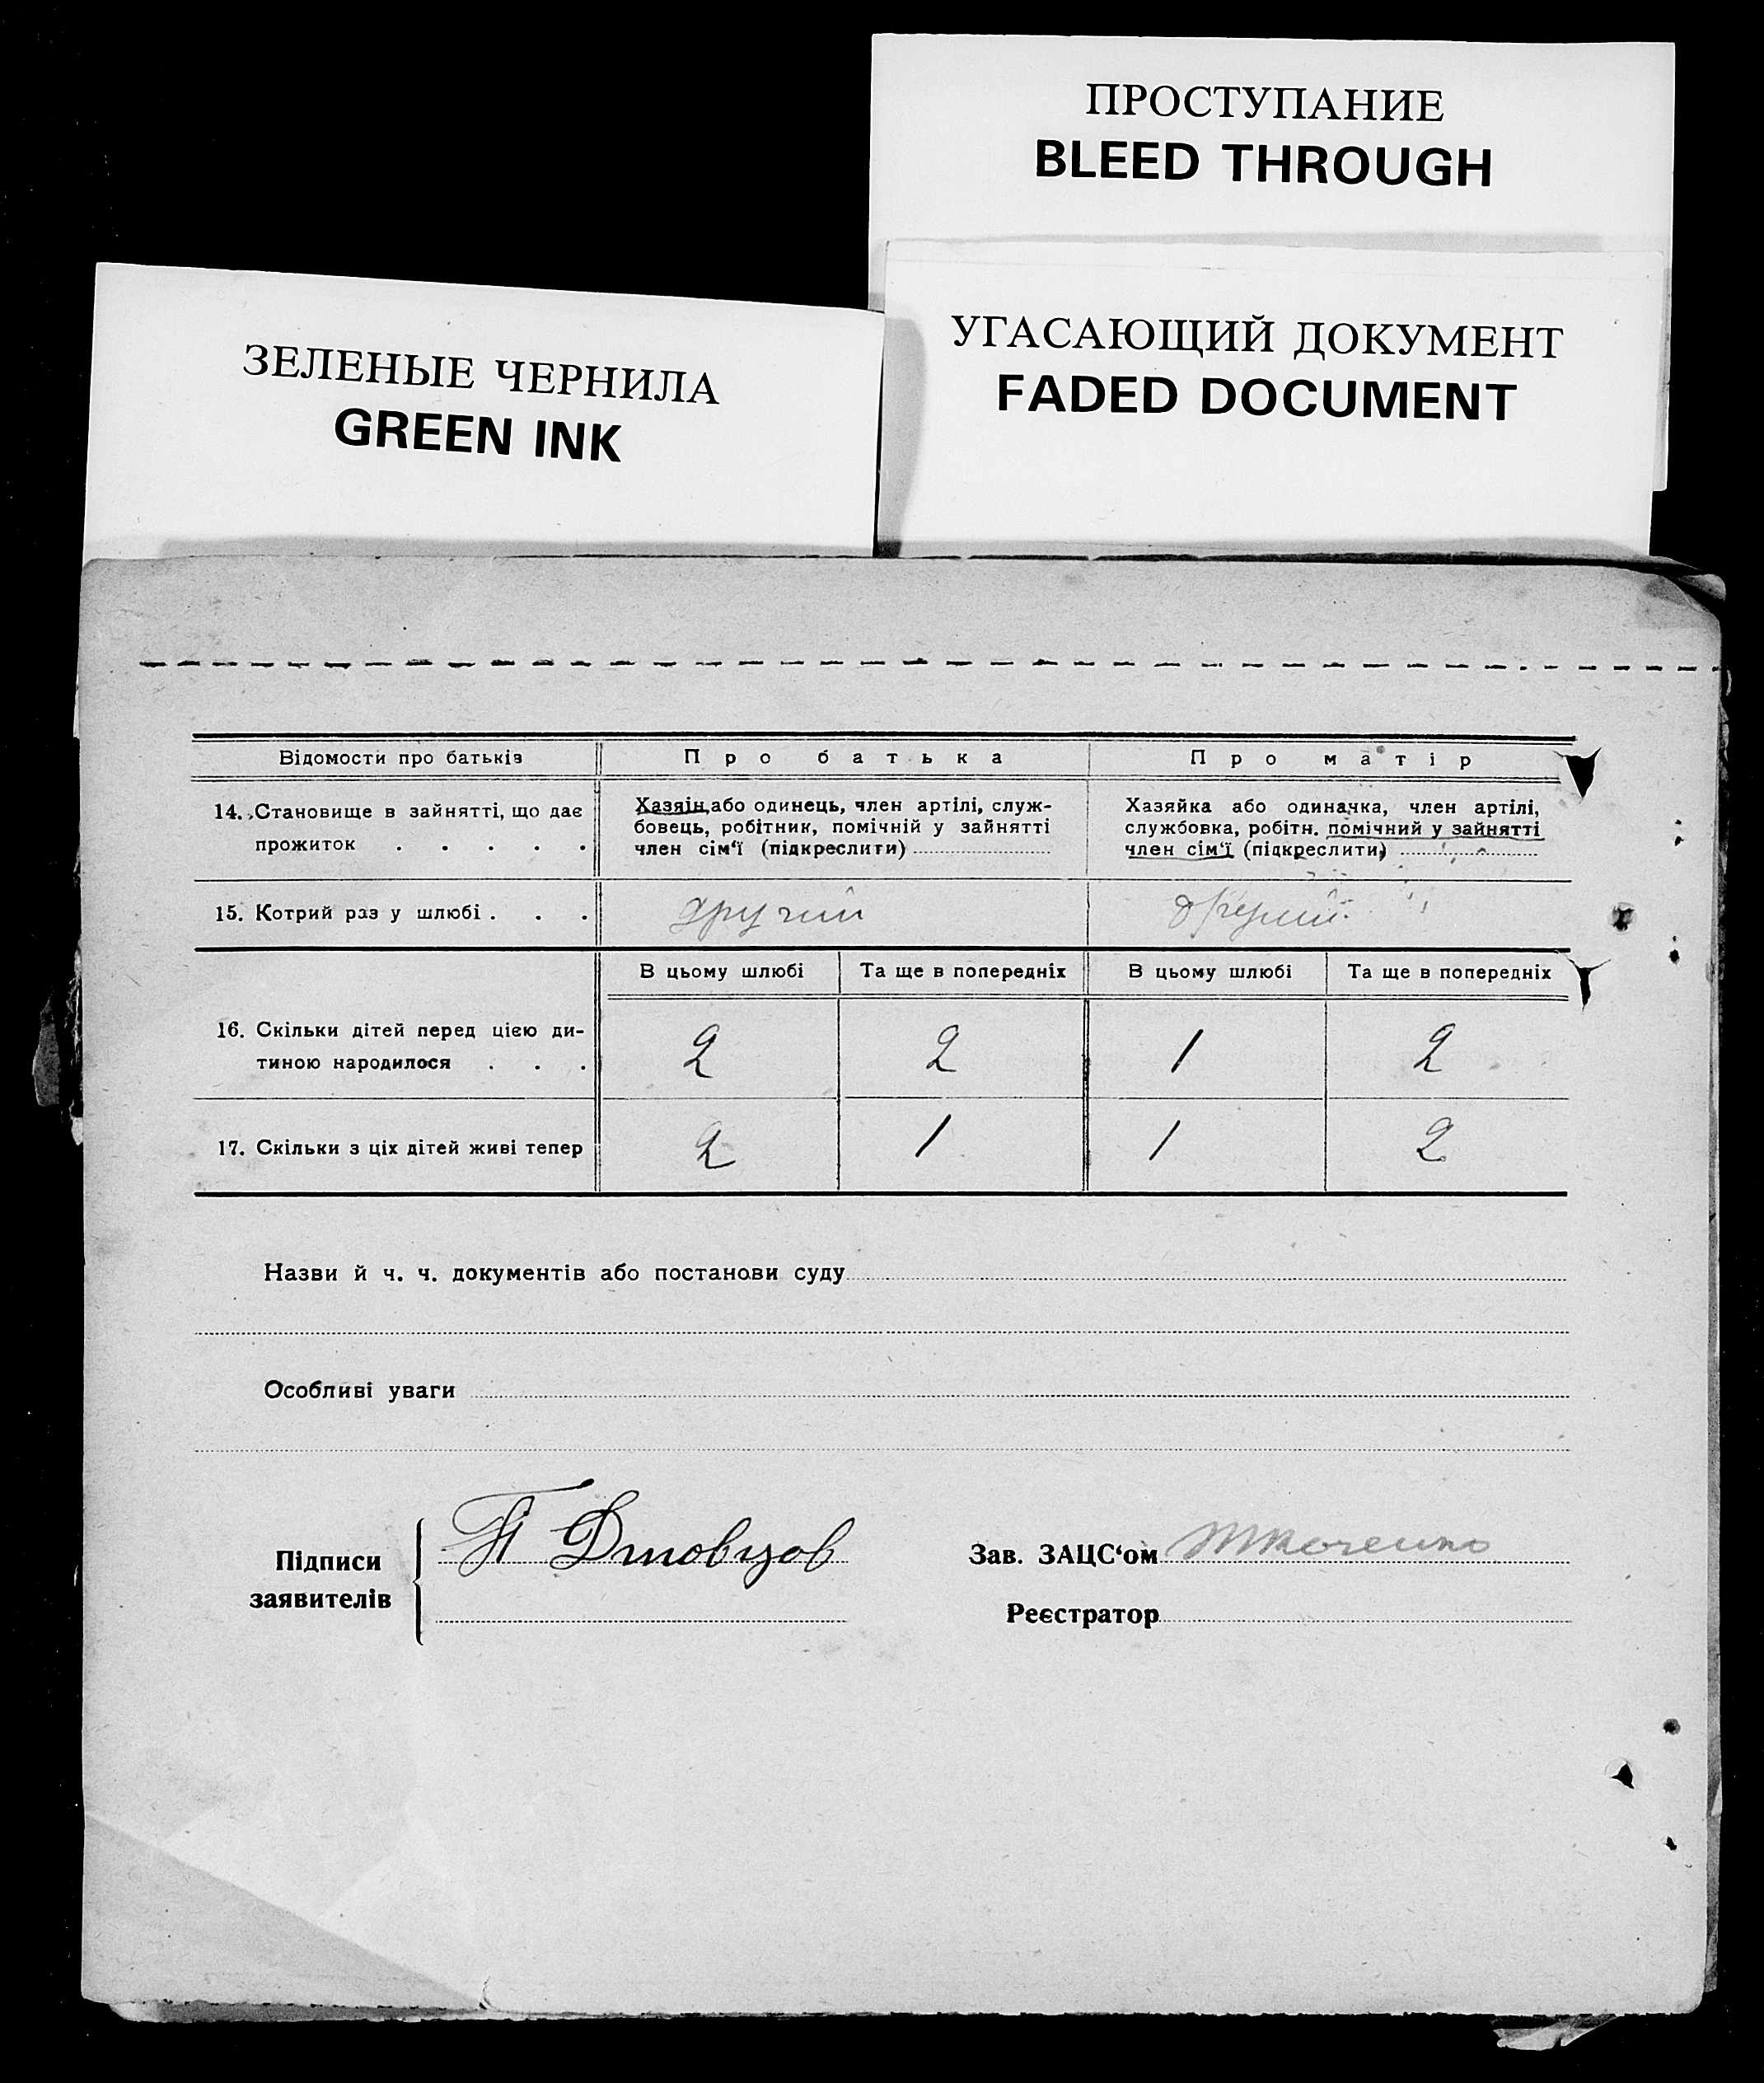 ПРОСТУПАНИЕ
BLEED THROUGH
УГАСАЮЩИЙ ДОКУМЕНТ
FADED DOCUMENT
ЗЕЛЕНЫЕ ЧЕРНИЛА
GREEN INK
Відомости про батьків Про батька Про матір
14. Становище в зайнятті, що дає
прожиток . . . . .
Хазяін, або одинець, член артілі, служ-
бовець, робітник, помічній у зайнятті
член сім‘ї (підкреслити)
Хазяйка або одиначка, член артілі,
службовка, робітн. помічний у зайнятті
член сім‘ї (підкреслити)
15. Котрий раз у шлюбі . . . другий другий
В цьому шлюбі Та ще в попередніх В цьому шлюбі Та ще в попередніх
16. Скільки дітей перед цією ди-
тиною народилося . . . 2 2 1 2
17. Скільки з ціх дітей живі тепер 2 1 1 2
Назви й ч. ч. документів або постанови суду
Особливі уваги
Підписи
заявителів
П
Зав. ЗАЦС‘ом
Реєстратор